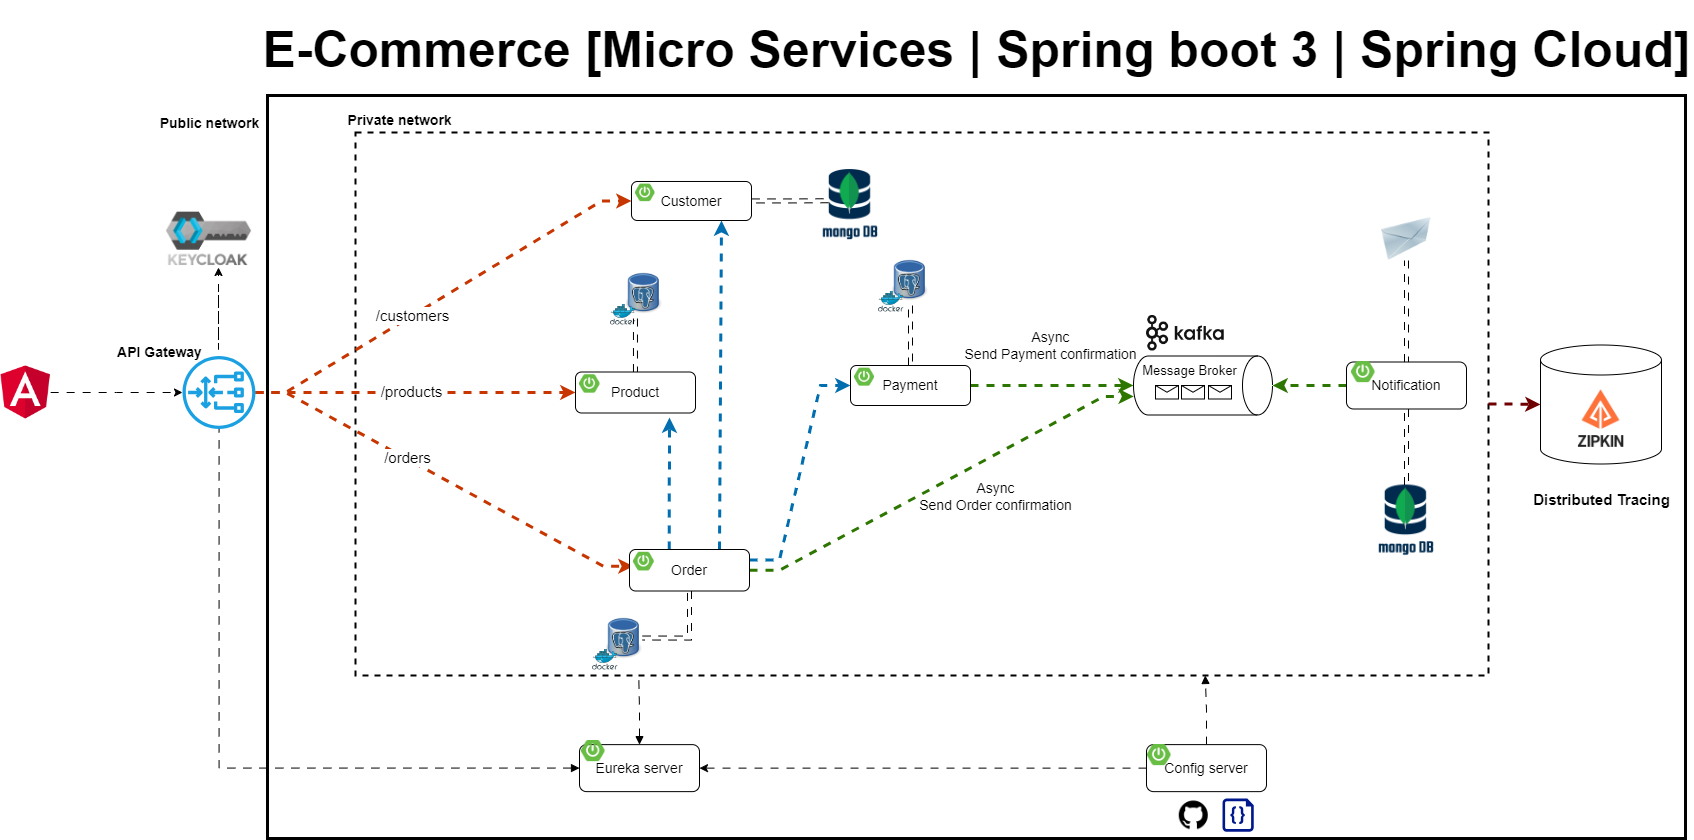 E-Commerce [Micro Services | Spring boot 3 | Spring Cloud]
Public network
Private network
Customer
mongo DB
KEYCLOAK
docker
docker
/customers
API Gateway
Async
Send Payment confirmation
kafka
Message Broker
/products
Product
Payment
Notification
ZIPKIN
/orders
Async
Send Order confirmation
Distributed Tracing
mongo DB
Order
docker
Eureka server
Config server
{}
A